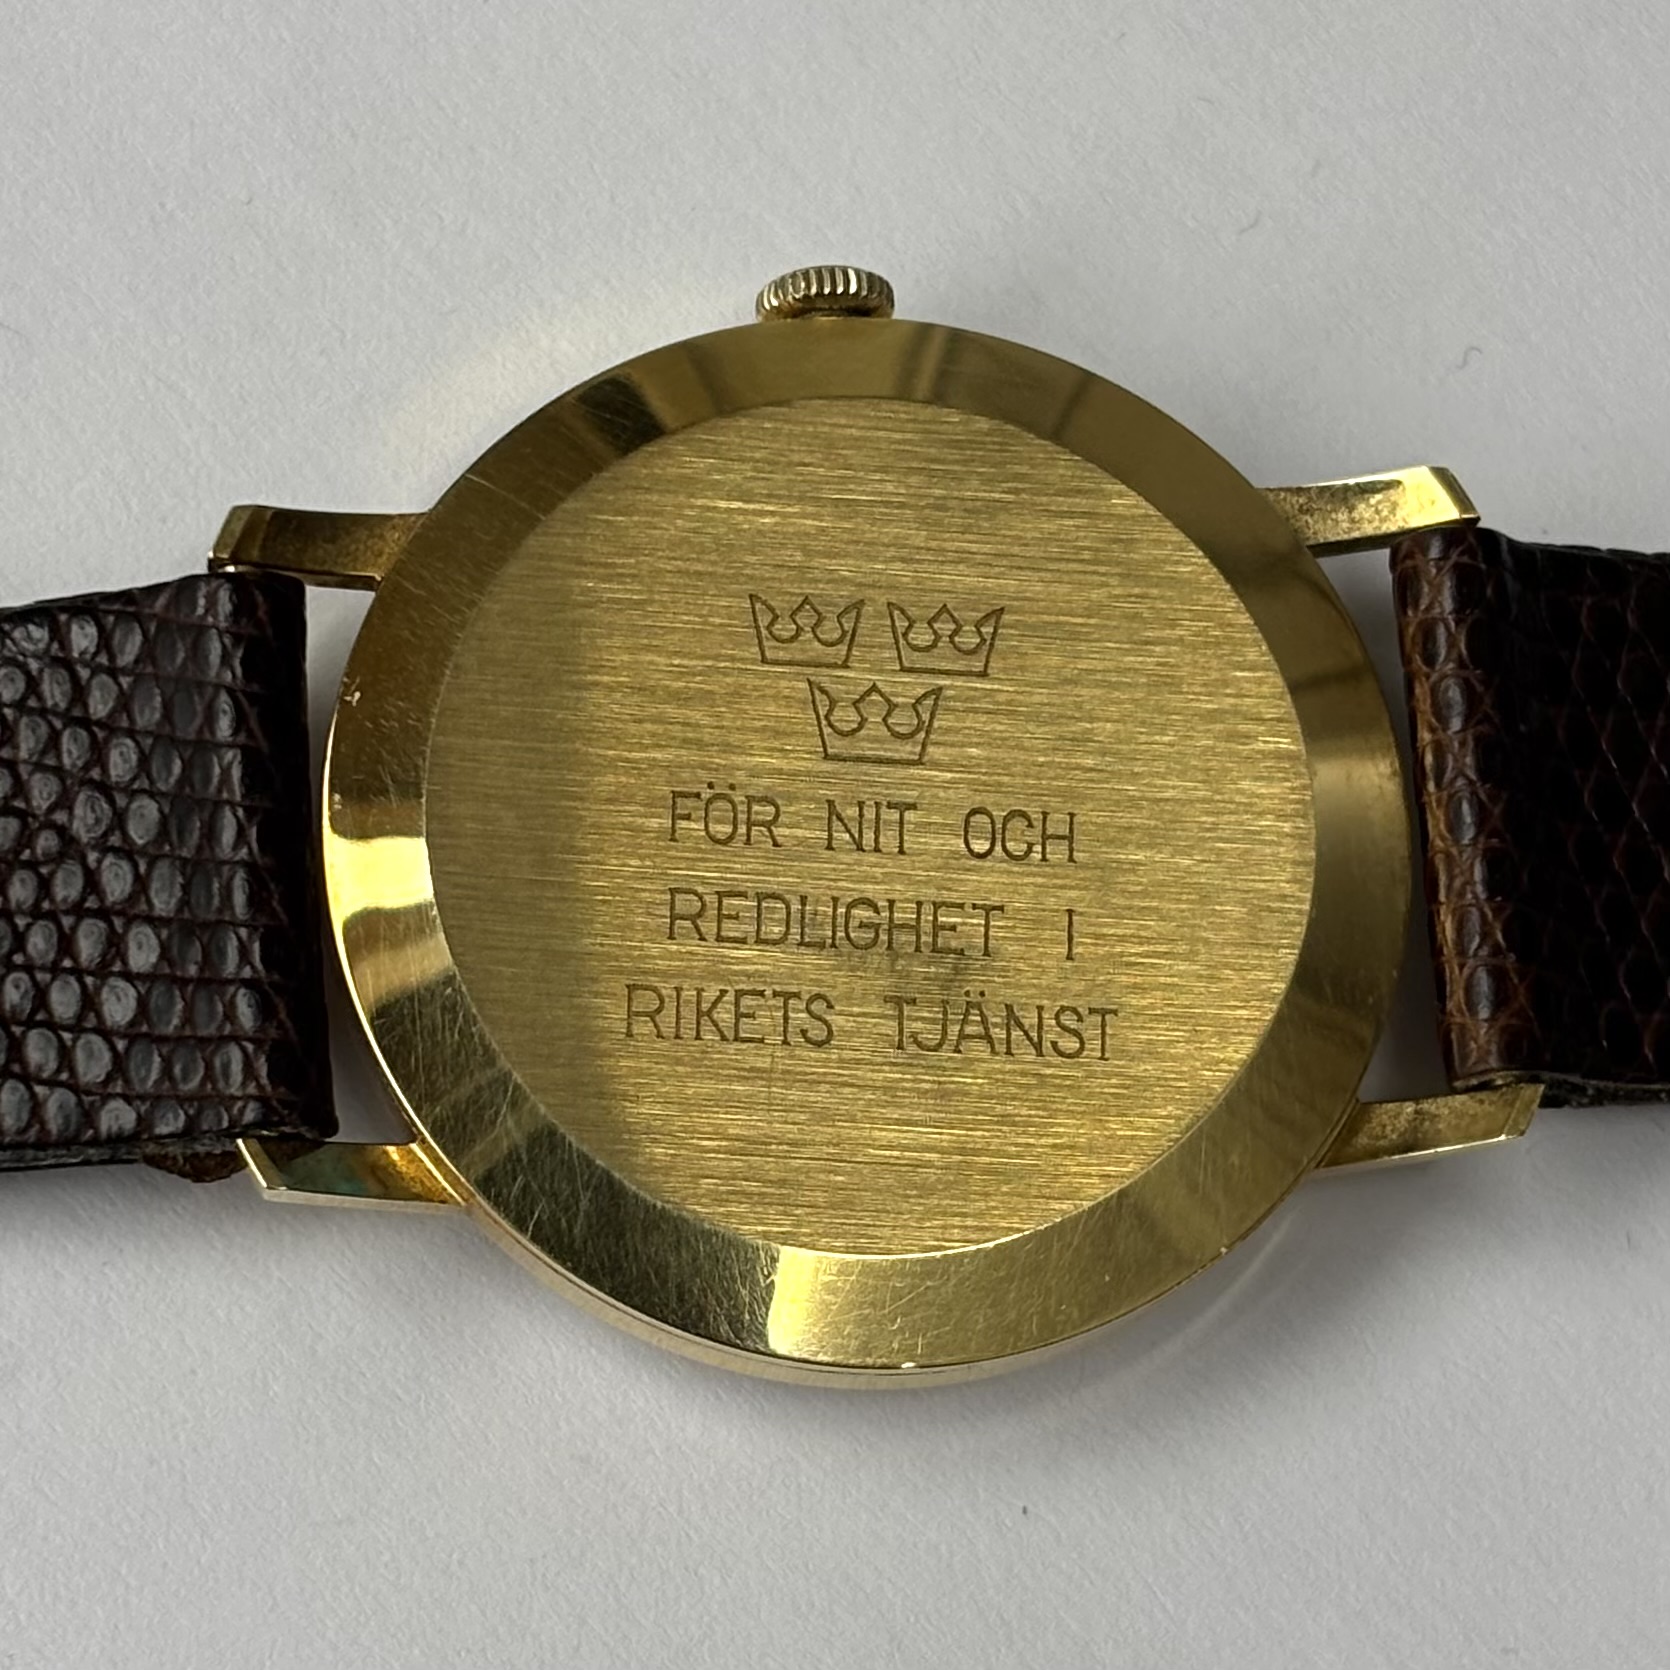 FÖR NIT OCH
REDLIGHET I
RIKETS TJÄNST